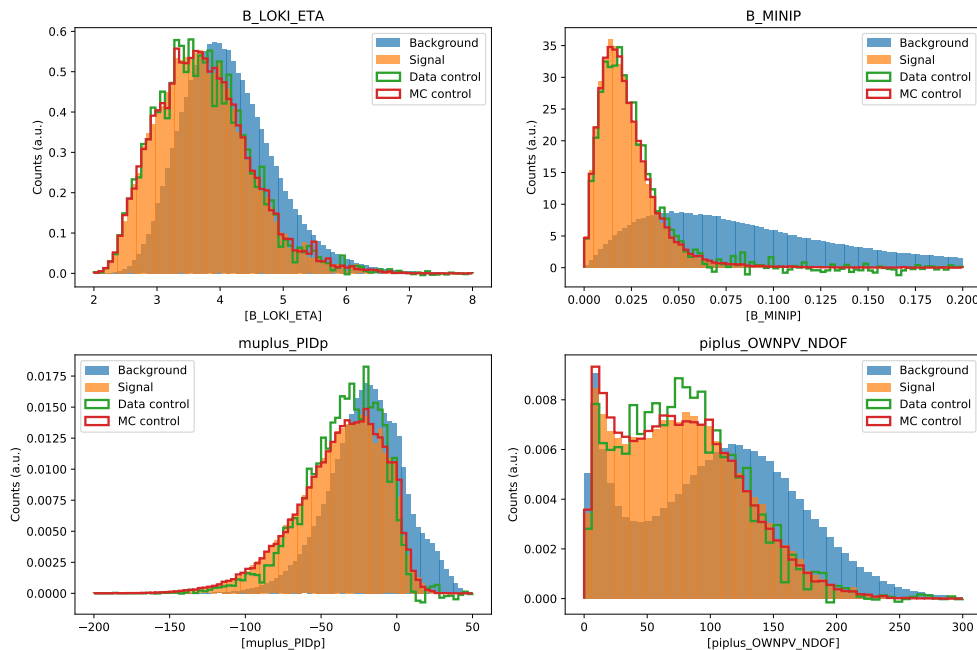 B_LOKI_ETA
Counts (a.u.)
0.6
0.5
0.4
0.3
0.2
0.1
0.0
2
3
4
5
6
7
8
[B_LOKI_ETA]
Background
Signal
Data control
MC control
B_MINIP
Counts (a.u.)
35
30
25
20
15
10
5
0
0.000
0.025
0.050
0.075
0.100
0.125
0.150
0.175
0.200
[B_MINIP]
Background
Signal
Data control
MC control
muplus_PIDp
Counts (a.u.)
0.0175
0.0150
0.0125
0.0100
0.0075
0.0050
0.0025
0.0000
−200
−150
−100
−50
0
50
[muplus_PIDp]
Background
Signal
Data control
MC control
piplus_OWNPV_NDOF
Counts (a.u.)
0.008
0.006
0.004
0.002
0.000
0
50
100
150
200
250
300
[piplus_OWNPV_NDOF]
Background
Signal
Data control
MC control